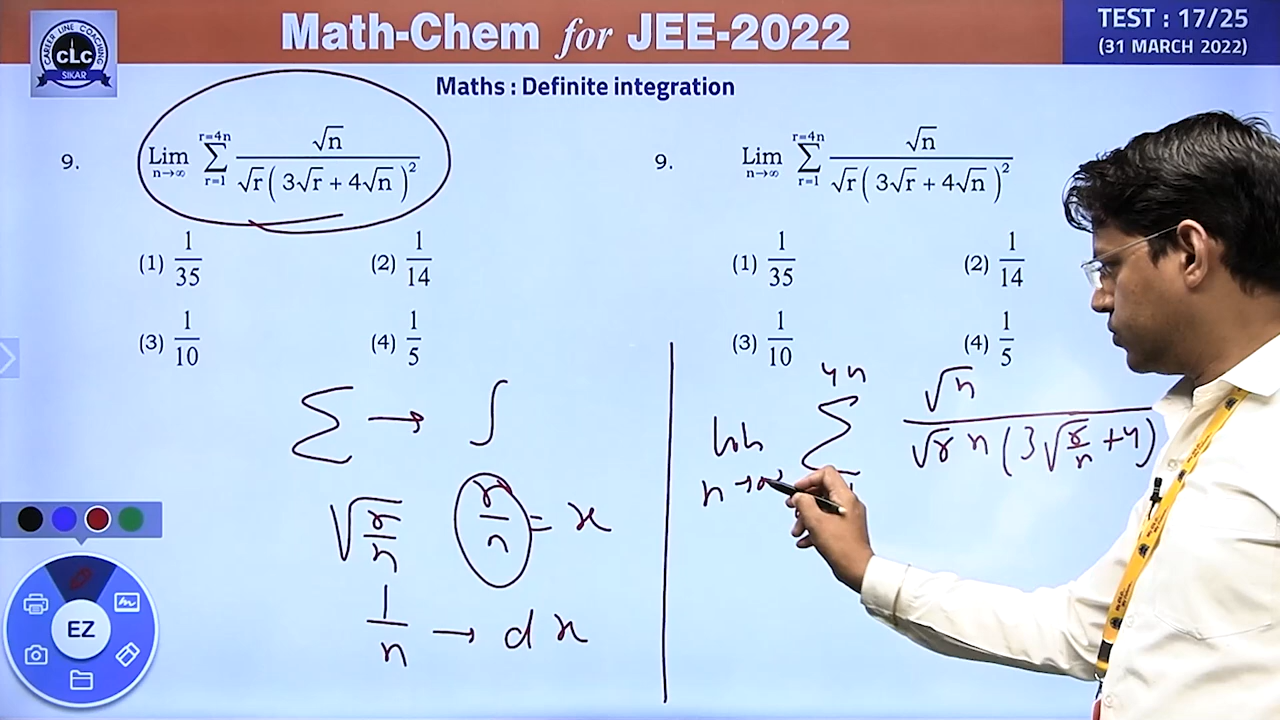 CAREER LINE COACHING
CLC
SIKAR
Math-Chem for JEE-2022
TEST : 17/25
(31 MARCH 2022)
Maths : Definite integration
9. Lim n→∞ ∑ r=1 r=4n √n / √r ( 3√r + 4√n )²
(1) 1/35 (2) 1/14
(3) 1/10 (4) 1/5
∑ → ∫
√(r/n) r/n = x
1/n → dx
9. Lim n→∞ ∑ r=1 r=4n √n / √r ( 3√r + 4√n )²
(1) 1/35 (2) 1/14
(3) 1/10 (4) 1/5
lim n→∞ ∑ 4n √n / √r n (3√(r/n) + 4)
EZ